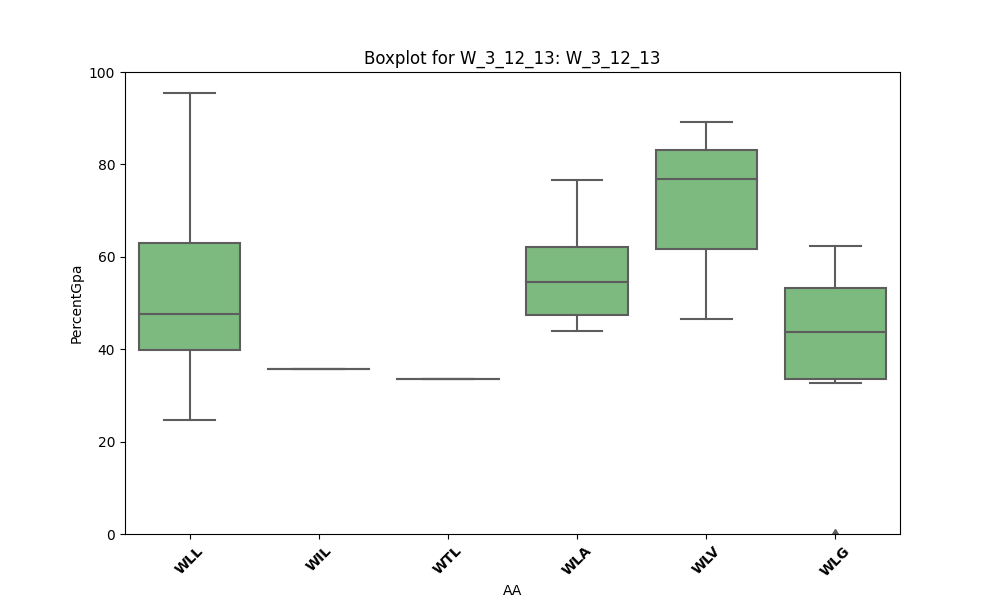 Boxplot for W_3_12_13: W_3_12_13
100
80
60
40
20
0
PercentGpa
WLL
WIL
WTL
WLA
WLV
WLG
AA